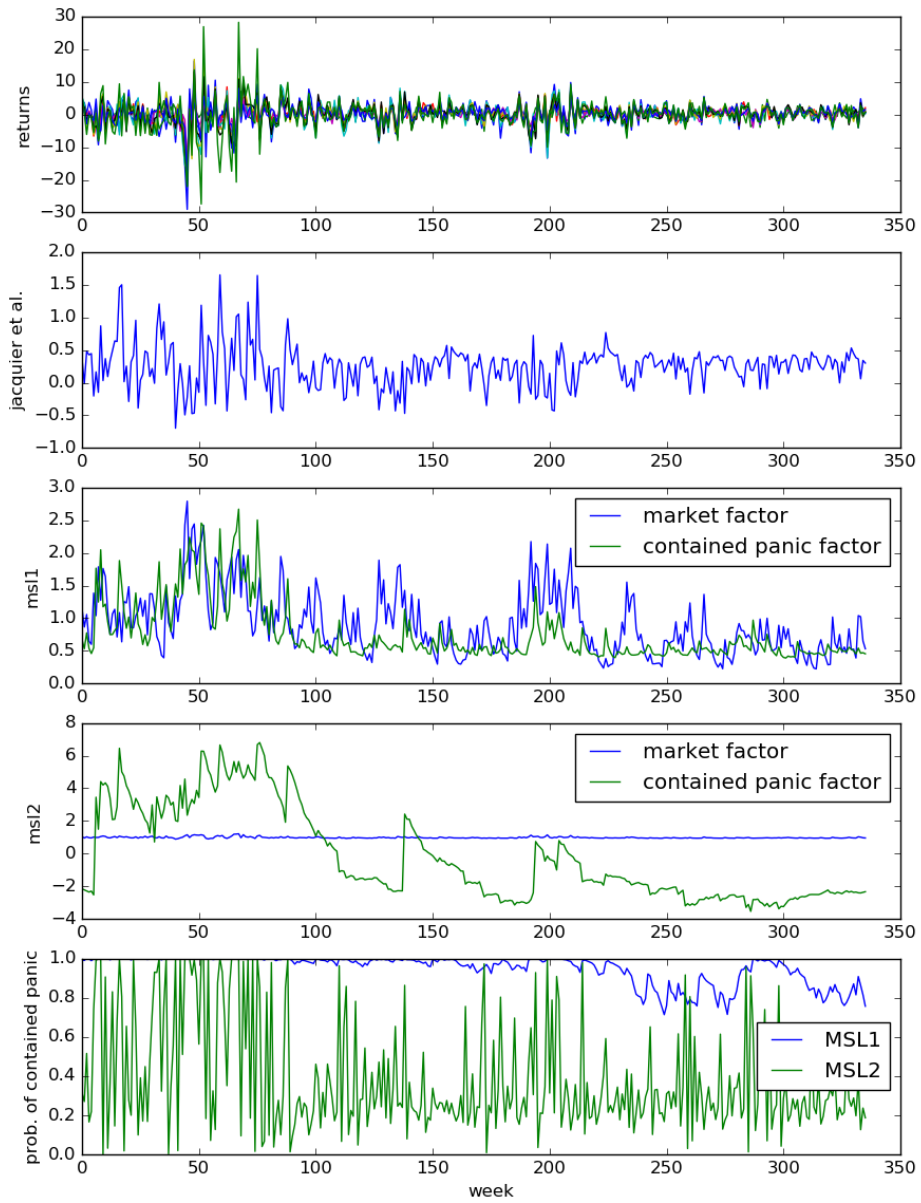 30
20
10
0
−10
−20
−30
returns
0 50 100 150 200 250 300 350
2.0
1.5
1.0
0.5
0.0
−0.5
−1.0
jacquier et al.
0 50 100 150 200 250 300 350
3.0
2.5
2.0
1.5
1.0
0.5
0.0
msl1
market factor
contained panic factor
0 50 100 150 200 250 300 350
8
6
4
2
0
−2
−4
msl2
market factor
contained panic factor
0 50 100 150 200 250 300 350
1.0
0.8
0.6
0.4
0.2
0.0
prob. of contained panic
MSL1
MSL2
0 50 100 150 200 250 300 350
week